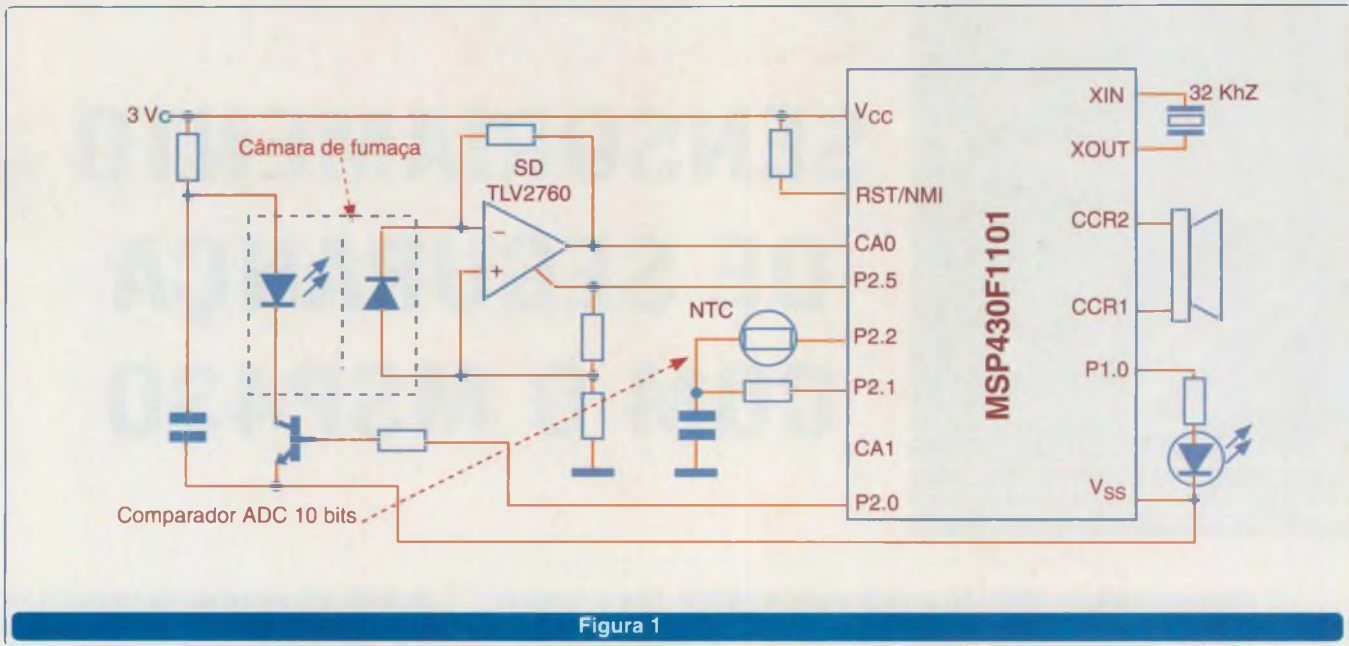 3 V
Câmara de fumaça
SD
TLV2760
−
+
NTC
Comparador ADC 10 bits
VCC
RST/NMI
CA0
P2.5
P2.2
P2.1
CA1
P2.0
MSP430F1101
XIN
XOUT
CCR2
CCR1
P1.0
VSS
32 KhZ
Figura 1